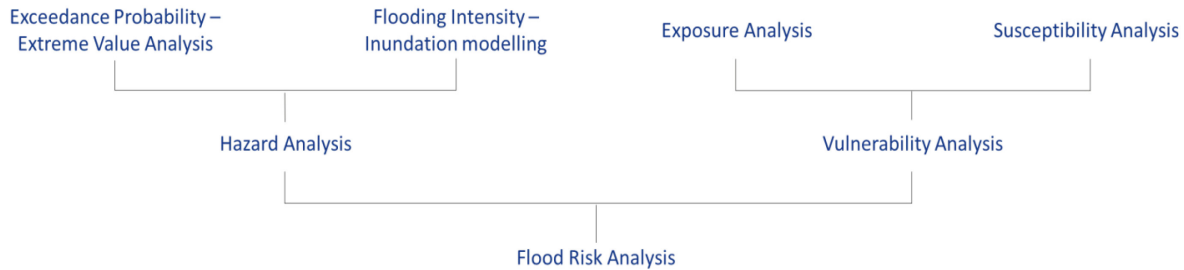 Exceedance Probability –
Extreme Value Analysis
Flooding Intensity –
Inundation modelling
Exposure Analysis
Susceptibility Analysis
Hazard Analysis
Vulnerability Analysis
Flood Risk Analysis